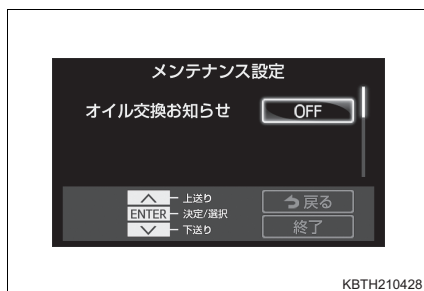 メンテナンス設定
オイル交換お知らせ OFF
上送り
ENTER 決定/選択
下送り
戻る
終了
KBTH210428